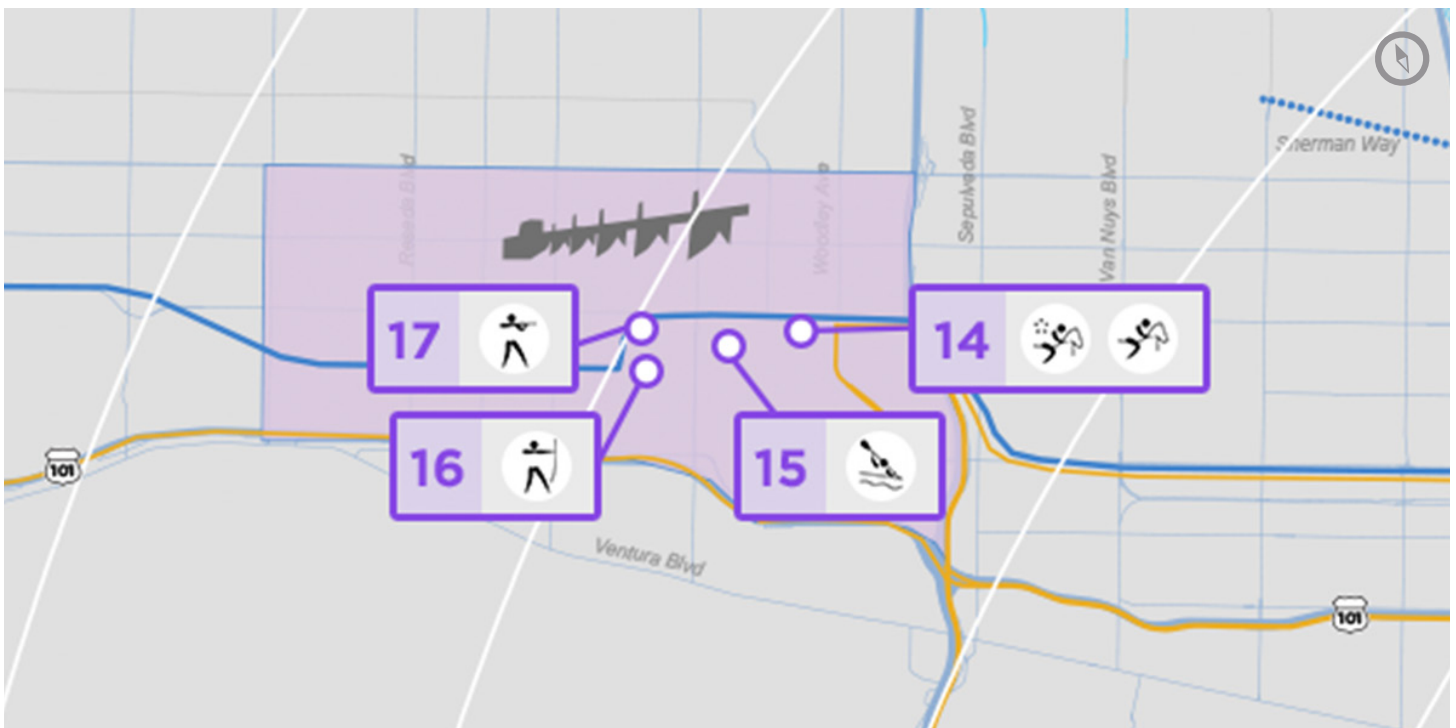 Reseda Blvd
Woodley Ave
Sepulveda Blvd
Van Nuys Blvd
Sherman Way
17
14
16
15
101
Ventura Blvd
101